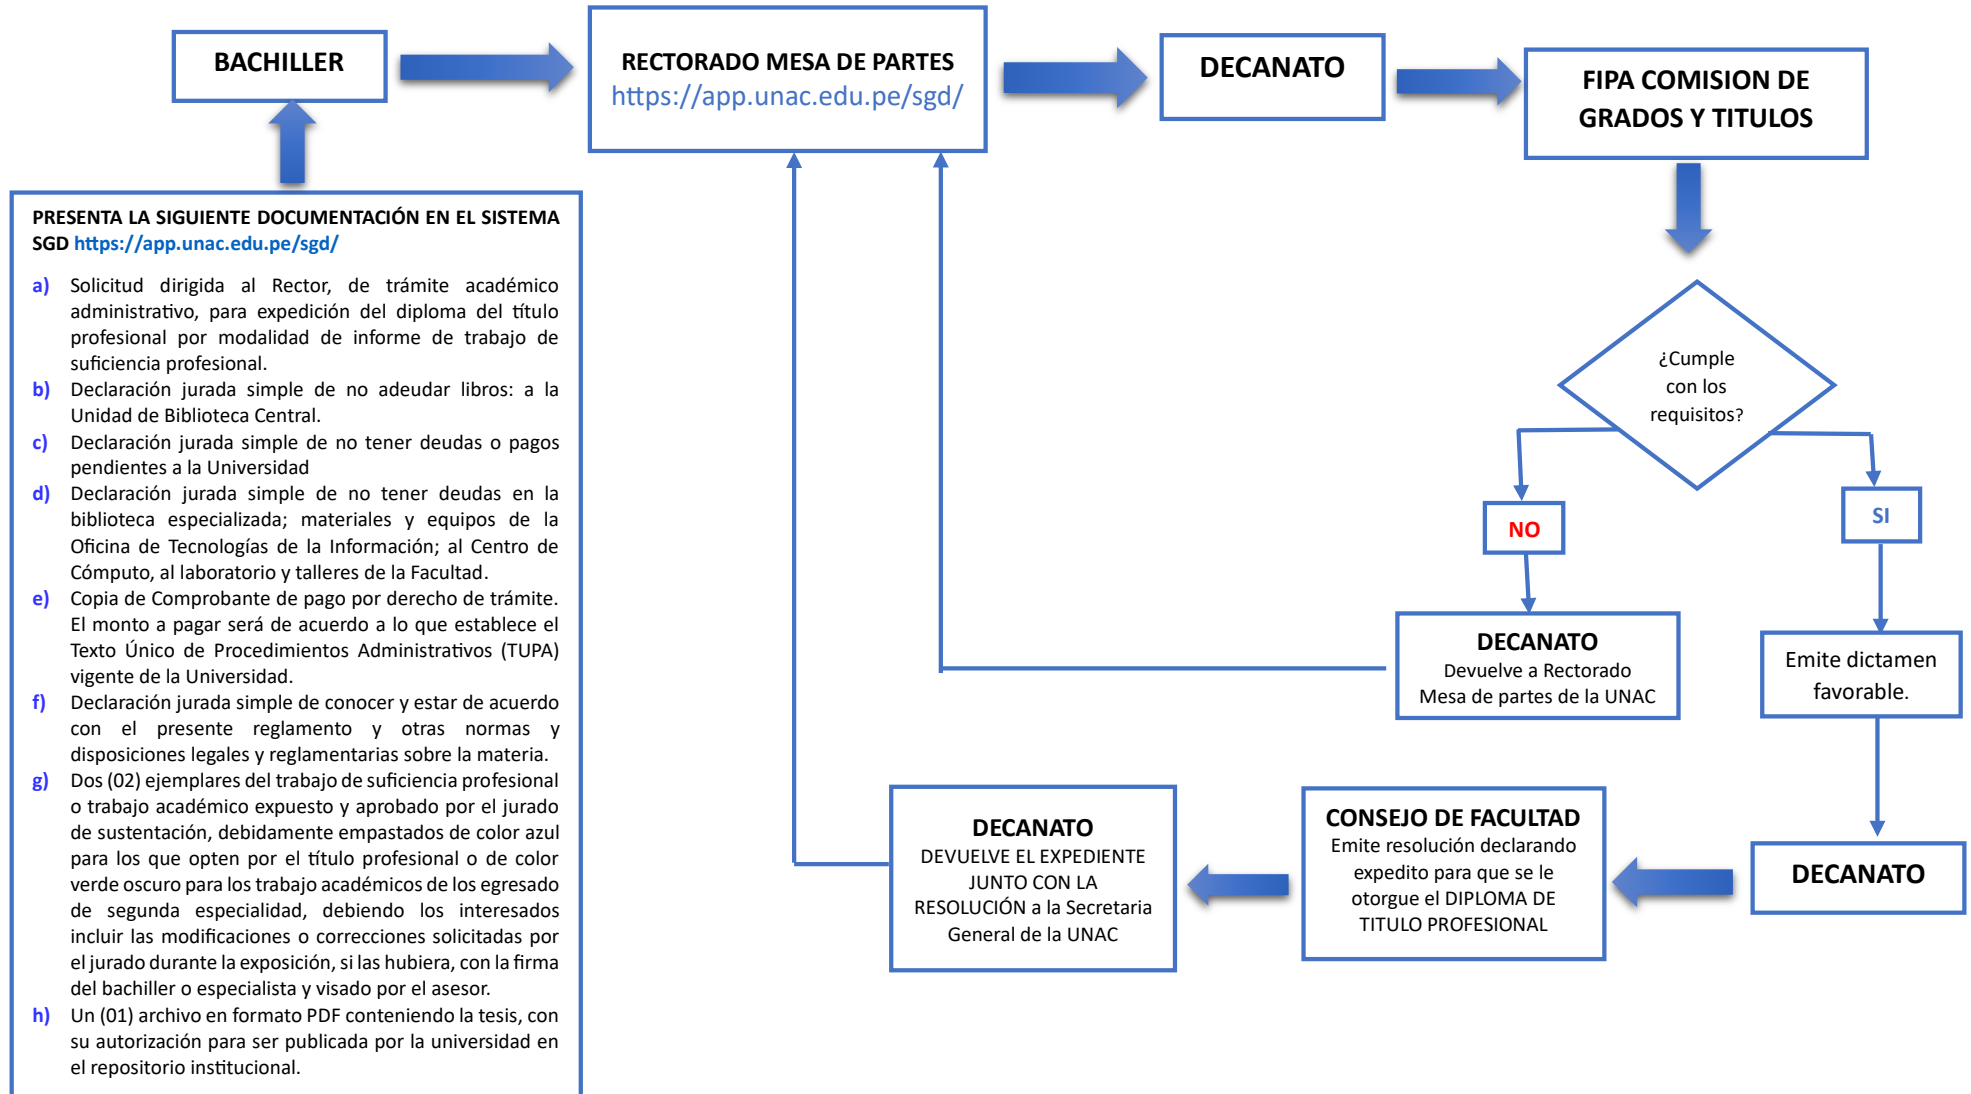 BACHILLER
RECTORADO MESA DE PARTES
https://app.unac.edu.pe/sgd/
DECANATO
FIPA COMISION DE
GRADOS Y TITULOS
PRESENTA LA SIGUIENTE DOCUMENTACIÓN EN EL SISTEMA
SGD https://app.unac.edu.pe/sgd/
a) Solicitud dirigida al Rector, de trámite académico
administrativo, para expedición del diploma del título
profesional por modalidad de informe de trabajo de
suficiencia profesional.
b) Declaración jurada simple de no adeudar libros: a la
Unidad de Biblioteca Central.
c) Declaración jurada simple de no tener deudas o pagos
pendientes a la Universidad
d) Declaración jurada simple de no tener deudas en la
biblioteca especializada; materiales y equipos de la
Oficina de Tecnologías de la Información; al Centro de
Cómputo, al laboratorio y talleres de la Facultad.
e) Copia de Comprobante de pago por derecho de trámite.
El monto a pagar será de acuerdo a lo que establece el
Texto Único de Procedimientos Administrativos (TUPA)
vigente de la Universidad.
f) Declaración jurada simple de conocer y estar de acuerdo
con el presente reglamento y otras normas y
disposiciones legales y reglamentarias sobre la materia.
g) Dos (02) ejemplares del trabajo de suficiencia profesional
o trabajo académico expuesto y aprobado por el jurado
de sustentación, debidamente empastados de color azul
para los que opten por el título profesional o de color
verde oscuro para los trabajo académicos de los egresado
de segunda especialidad, debiendo los interesados
incluir las modificaciones o correcciones solicitadas por
el jurado durante la exposición, si las hubiera, con la firma
del bachiller o especialista y visado por el asesor.
h) Un (01) archivo en formato PDF conteniendo la tesis, con
su autorización para ser publicada por la universidad en
el repositorio institucional.
¿Cumple
con los
requisitos?
NO
SI
DECANATO
Devuelve a Rectorado
Mesa de partes de la UNAC
Emite dictamen
favorable.
DECANATO
CONSEJO DE FACULTAD
Emite resolución declarando
expedito para que se le
otorgue el DIPLOMA DE
TITULO PROFESIONAL
DECANATO
DEVUELVE EL EXPEDIENTE
JUNTO CON LA
RESOLUCIÓN a la Secretaria
General de la UNAC